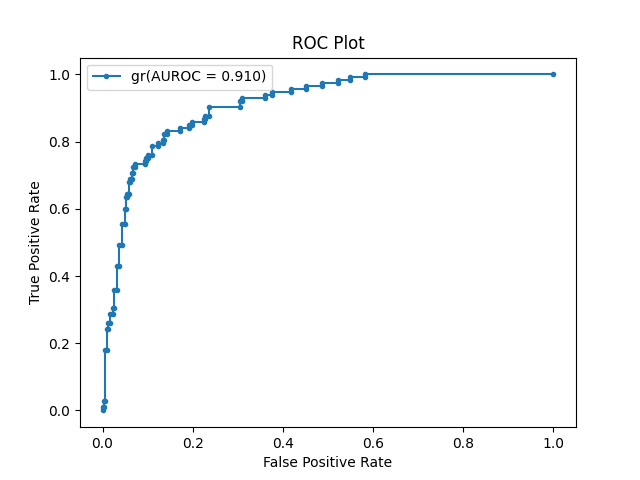 ROC Plot
gr(AUROC = 0.910)
1.0
0.8
0.6
0.4
0.2
0.0
True Positive Rate
0.0 0.2 0.4 0.6 0.8 1.0
False Positive Rate